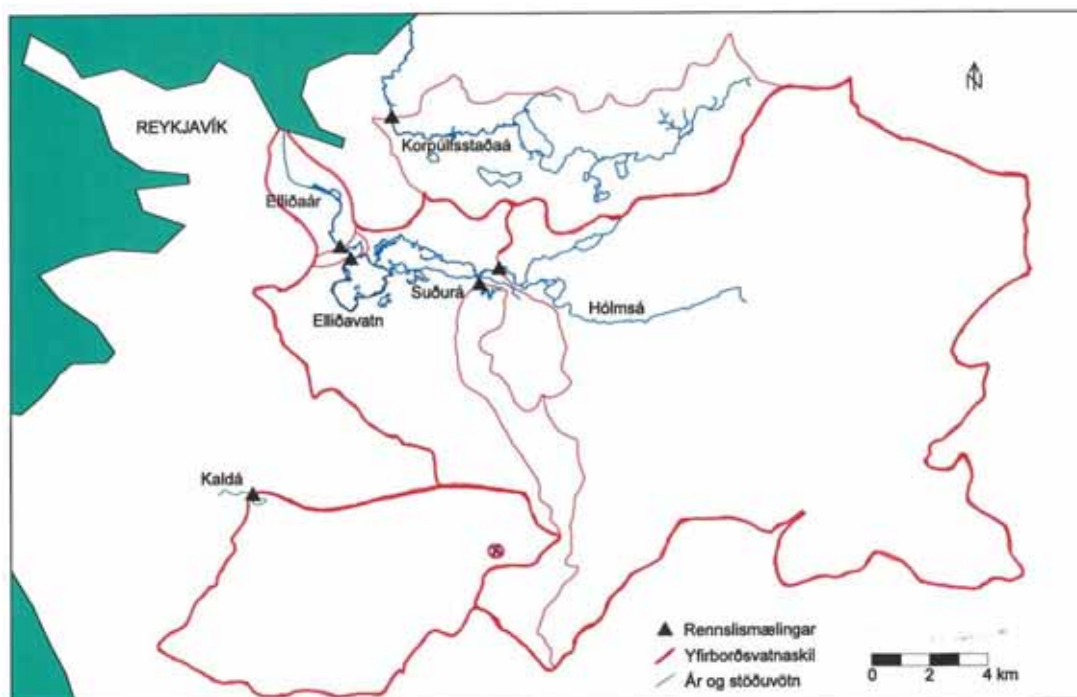 REYKJAVÍK
N
Korpúlfsstaðaá
Elliðaár
Suðurá
Hólmsá
Elliðavatn
Kaldá
Rennslismælingar
Yfirborðsvatnaskil
Ár og stöðuvötn
0 2 4 km